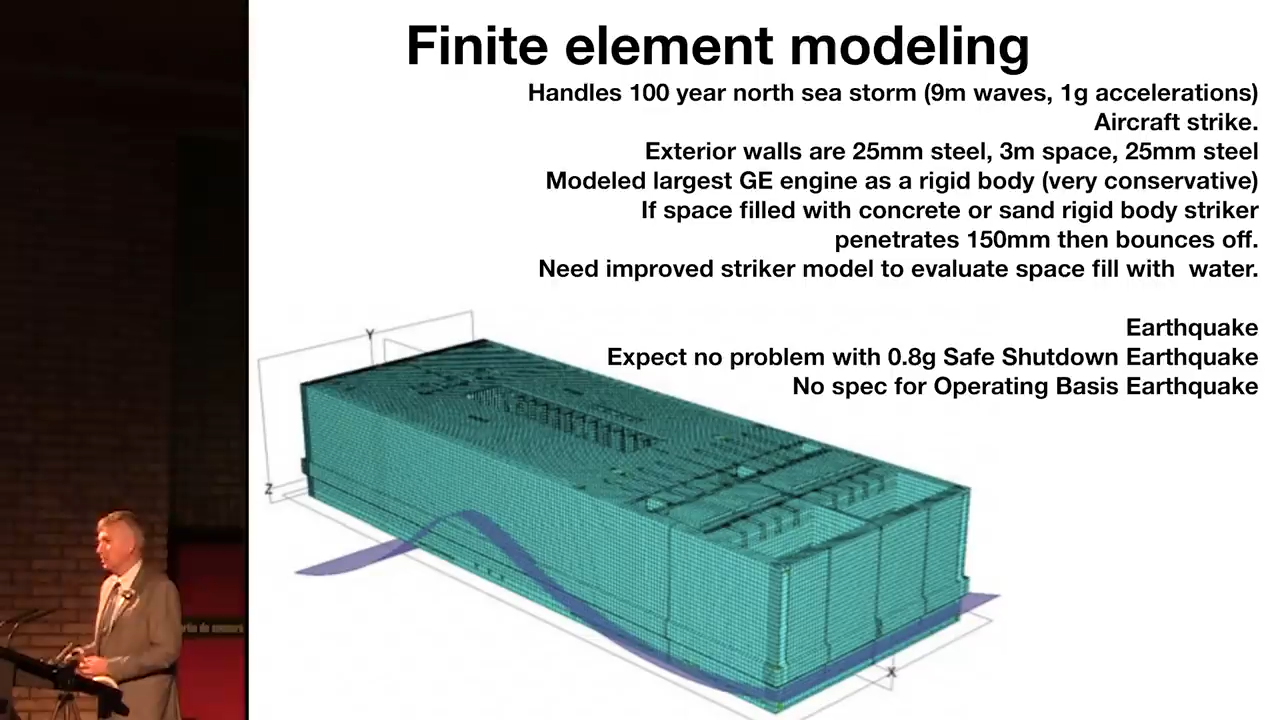 Finite element modeling
Handles 100 year north sea storm (9m waves, 1g accelerations)
Aircraft strike.
Exterior walls are 25mm steel, 3m space, 25mm steel
Modeled largest GE engine as a rigid body (very conservative)
If space filled with concrete or sand rigid body striker
penetrates 150mm then bounces off.
Need improved striker model to evaluate space fill with  water.
Earthquake
Expect no problem with 0.8g Safe Shutdown Earthquake
No spec for Operating Basis Earthquake
Y
Z
X